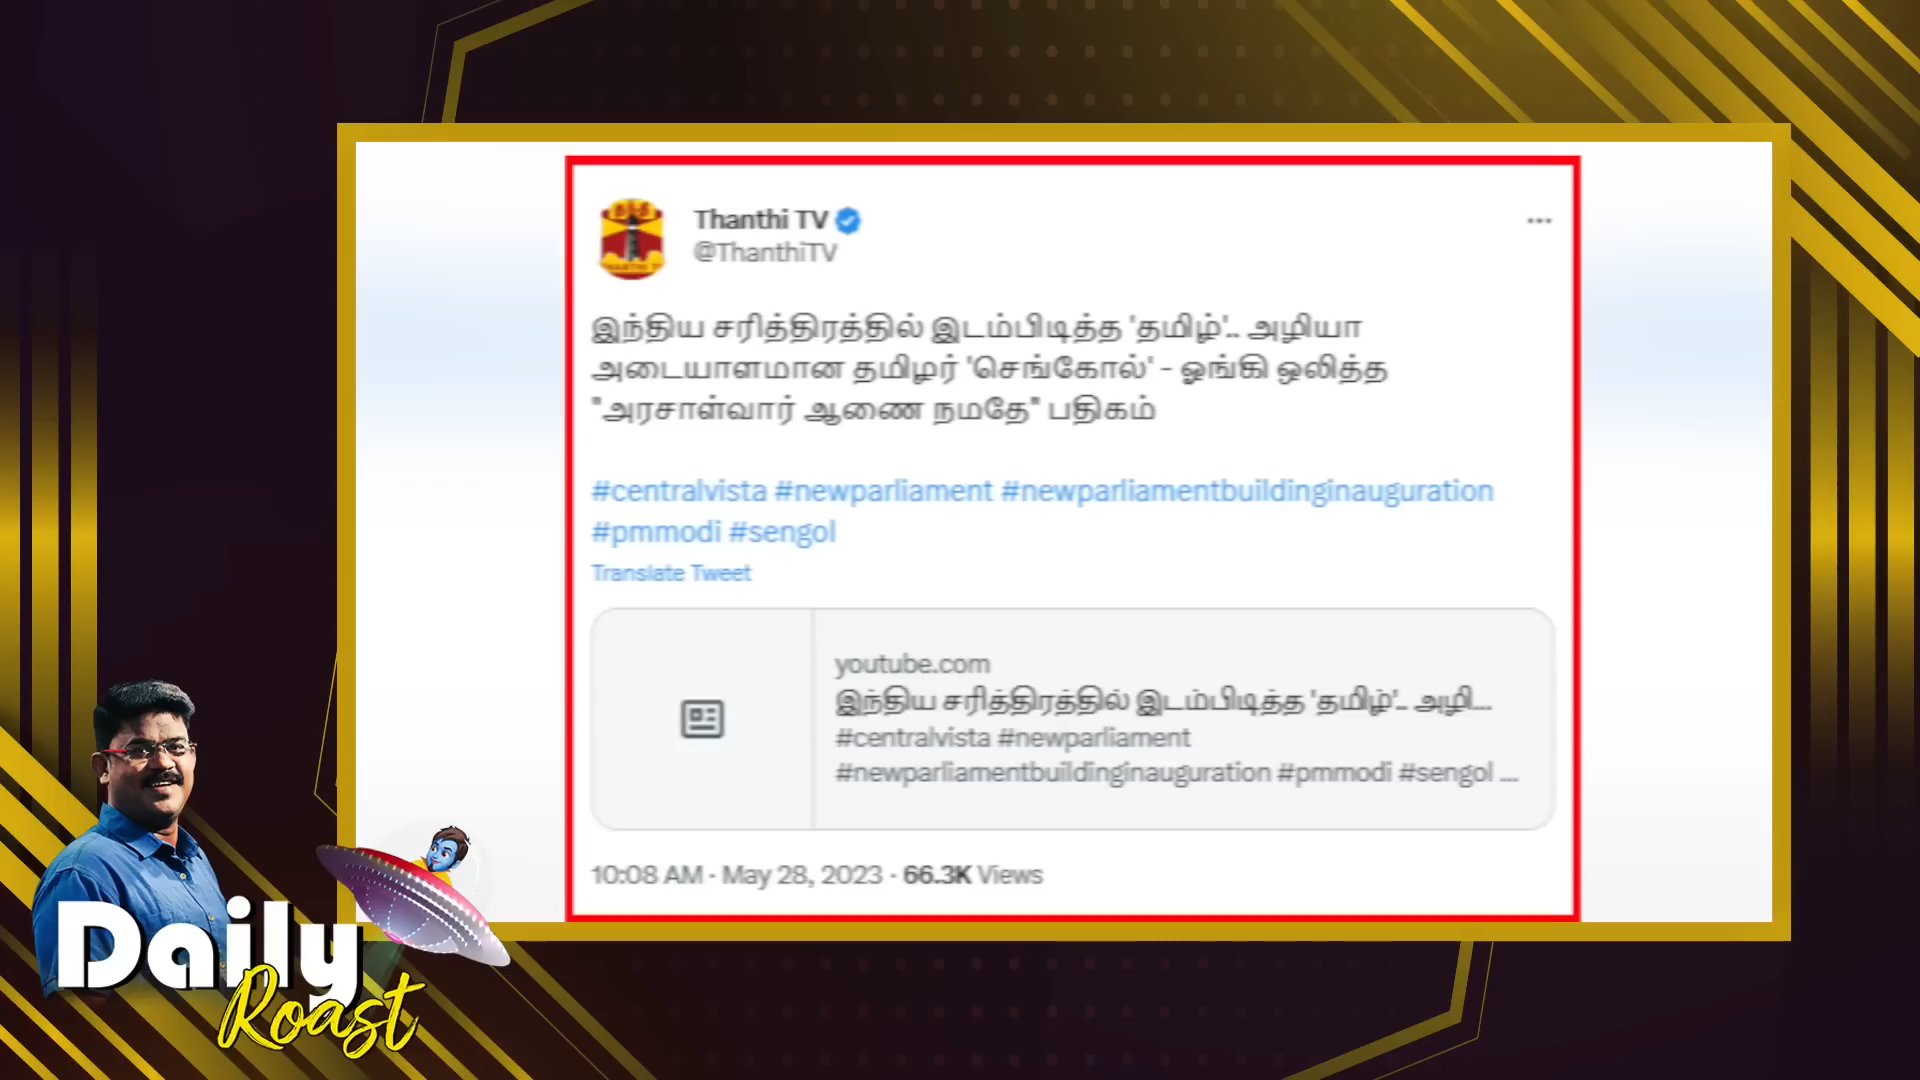 Thanthi TV
@ThanthiTV
இந்திய சரித்திரத்தில் இடம்பிடித்த 'தமிழ்'.. அழியா
அடையாளமான தமிழர் 'செங்கோல்' - ஓங்கி ஒலித்த
"அரசாள்வார் ஆணை நமதே" பதிகம்
#centralvista #newparliament #newparliamentbuildinginauguration
#pmmodi #sengol
Translate Tweet
youtube.com
இந்திய சரித்திரத்தில் இடம்பிடித்த 'தமிழ்'.. அழி...
#centralvista #newparliament
#newparliamentbuildinginauguration #pmmodi #sengol ...
10:08 AM · May 28, 2023 · 66.3K Views
Daily
Roast